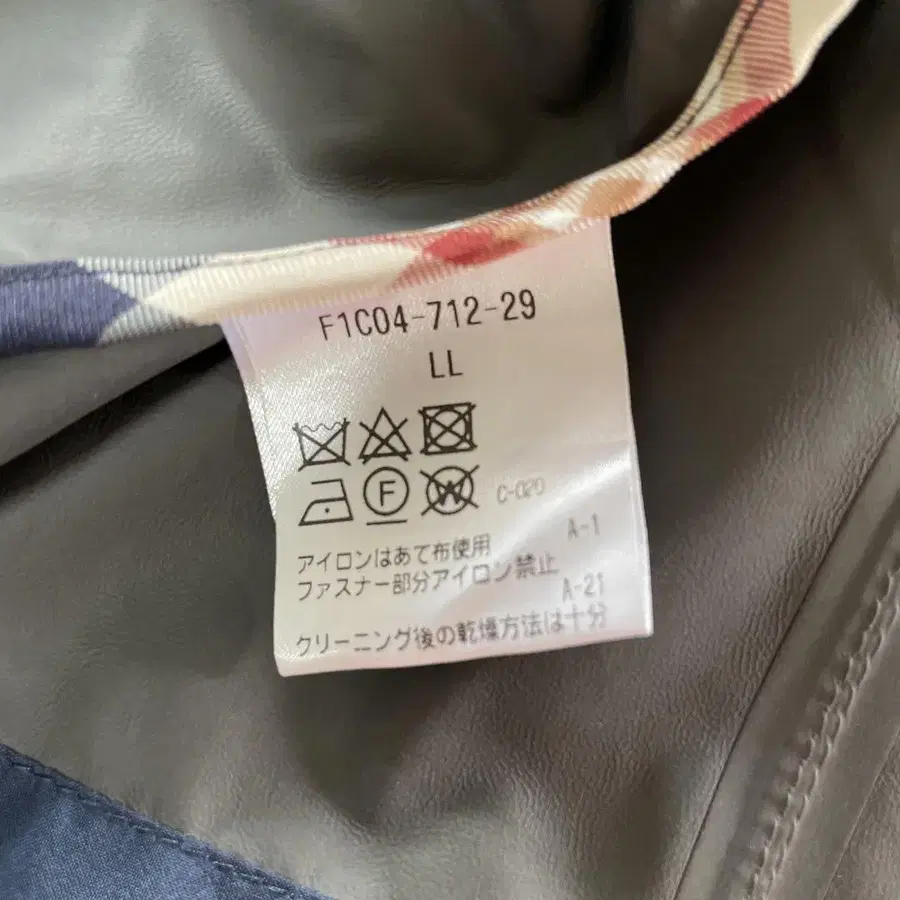 F1C04-712-29
LL
F W C-020
アイロンはあて布使用 A-1
ファスナー部分アイロン禁止
A-21
クリーニング後の乾燥方法は十分